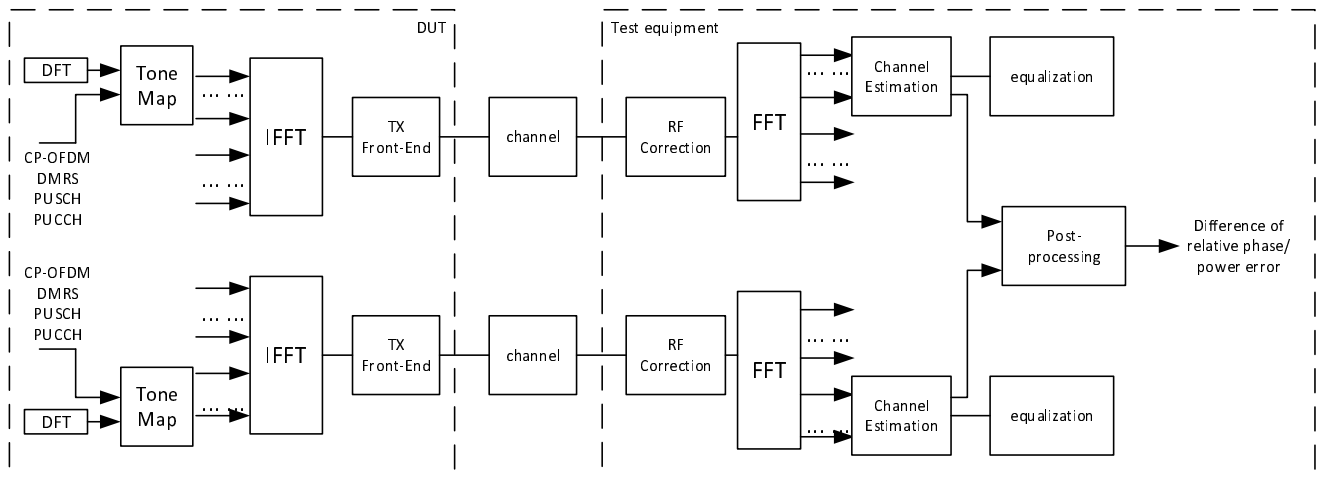 DUT
Test equipment
DFT
Tone
Map
... ...
... ...
IFFT
CP-OFDM
DMRS
PUSCH
PUCCH
TX
Front-End
channel
RF
Correction
FFT
... ...
... ...
Channel
Estimation
equalization
Post-
processing
Difference of
relative phase/
power error
CP-OFDM
DMRS
PUSCH
PUCCH
DFT
Tone
Map
... ...
... ...
IFFT
TX
Front-End
channel
RF
Correction
FFT
... ...
... ...
Channel
Estimation
equalization